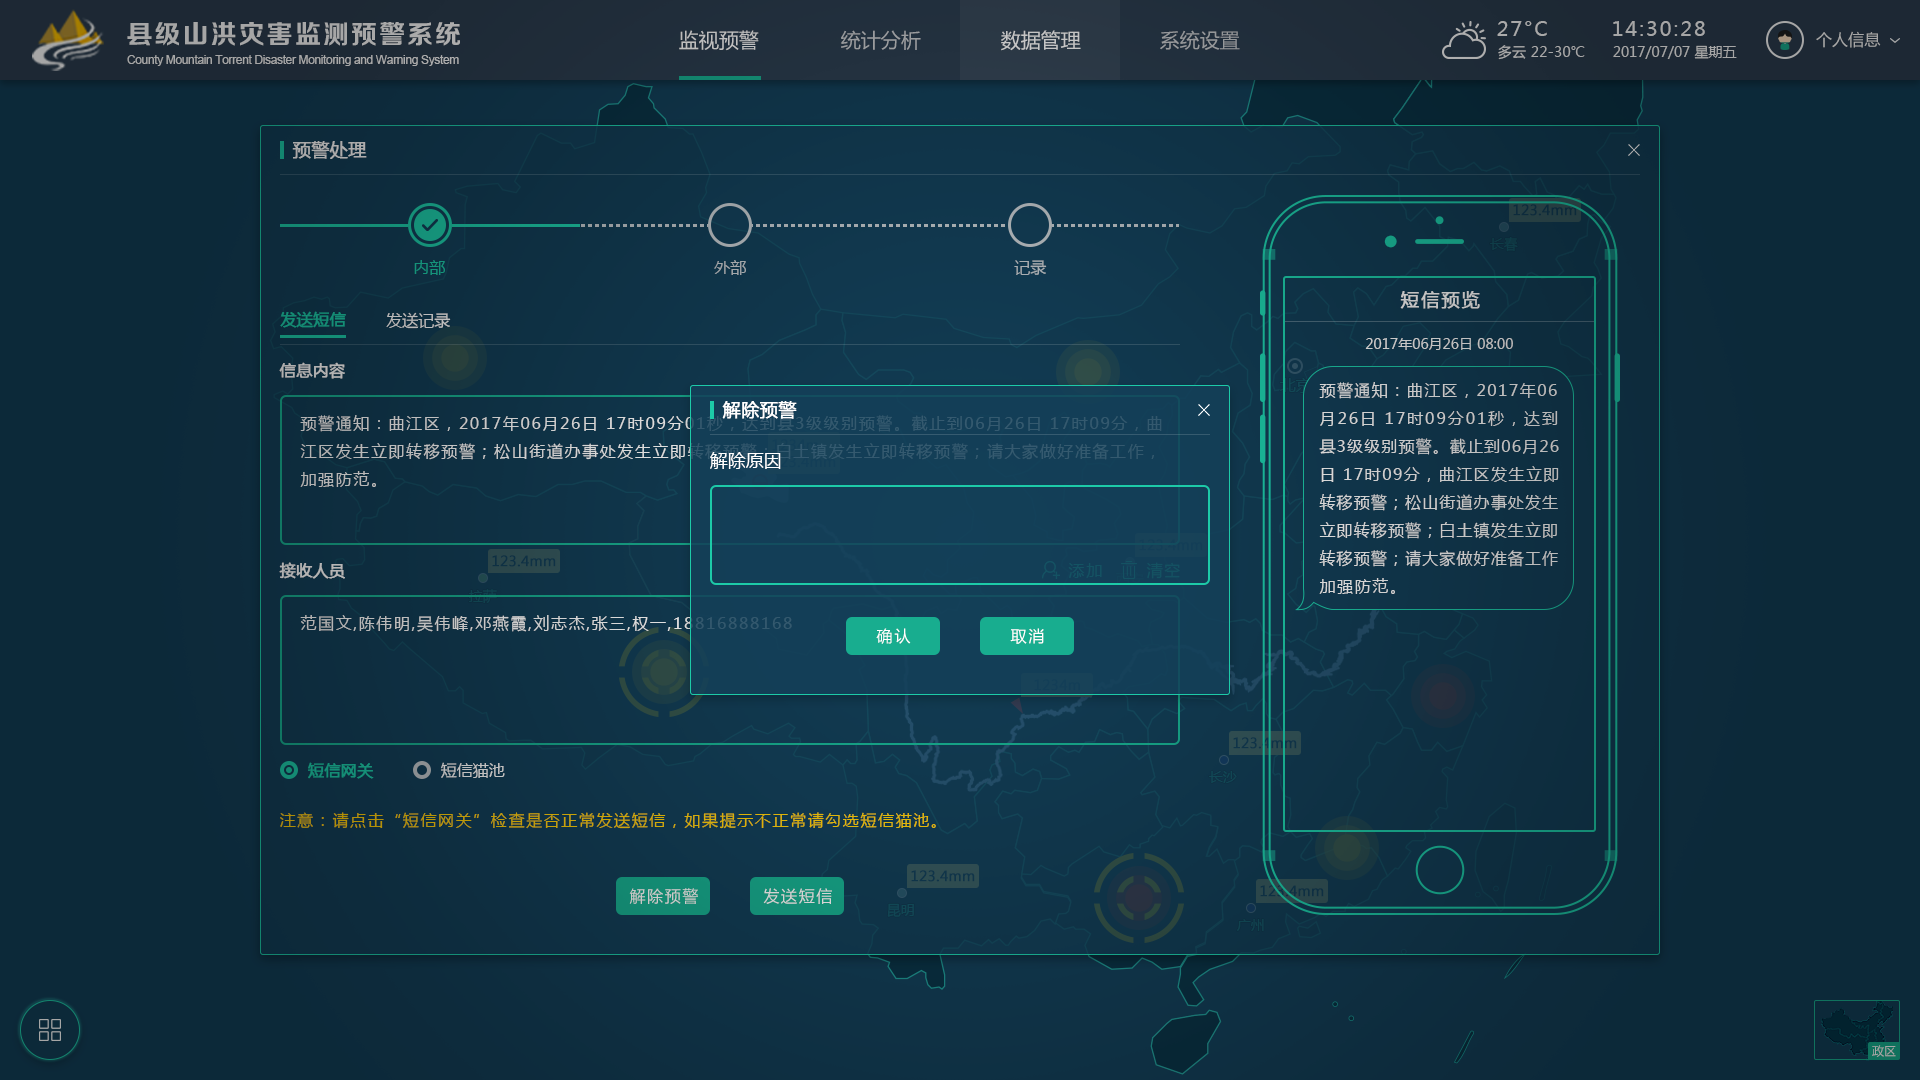 县级山洪灾害监测预警系统
County Mountain Torrent Disaster Monitoring and Warning System
监视预警
统计分析
数据管理
系统设置
27°C
多云 22-30℃
14:30:28
2017/07/07 星期五
个人信息
预警处理
内部
外部
记录
发送短信
发送记录
信息内容
预警通知：曲江区，2017年06月26日 17时09分01秒，达到县3级级别预警。截止到06月26日 17时09分，曲
江区发生立即转移预警；松山街道办事处发生立即转移预警；白土镇发生立即转移预警；请大家做好准备工作，
加强防范。
接收人员
添加
清空
范国文,陈伟明,吴伟峰,邓燕霞,刘志杰,张三,权一,18816888168
短信网关
短信猫池
注意：请点击“短信网关”检查是否正常发送短信，如果提示不正常请勾选短信猫池。
解除预警
发送短信
解除预警
解除原因
确认
取消
短信预览
2017年06月26日 08:00
预警通知：曲江区，2017年06
月26日 17时09分01秒，达到
县3级级别预警。截止到06月26
日 17时09分，曲江区发生立即
转移预警；松山街道办事处发生
立即转移预警；白土镇发生立即
转移预警；请大家做好准备工作
加强防范。
123.4mm
长春
北京
123.4mm
拉萨
123.4mm
长沙
123.4mm
昆明
123.4mm
广州
政区